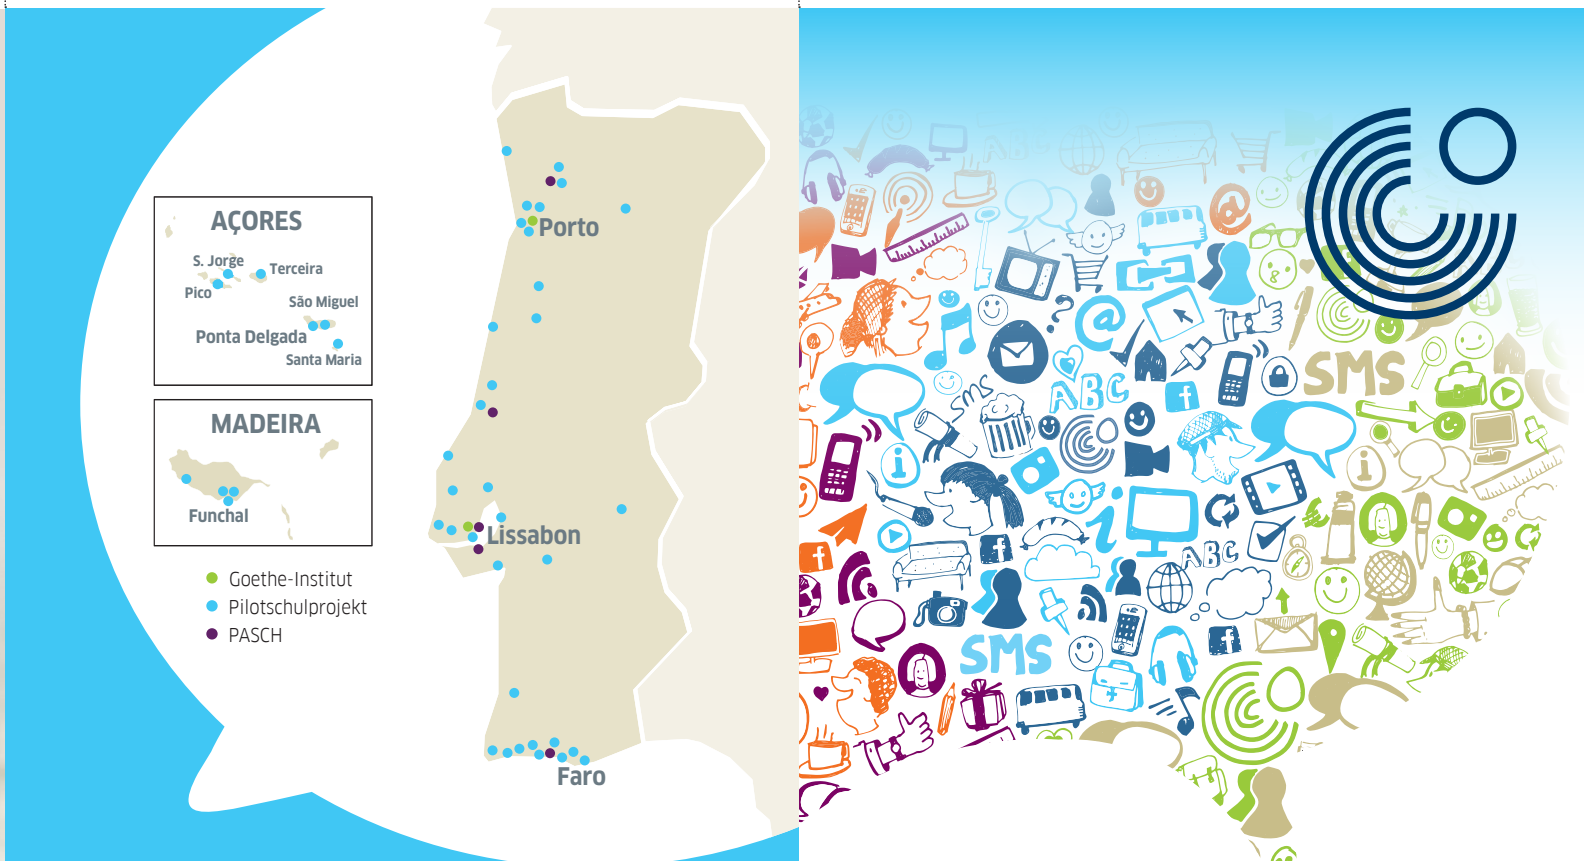 AÇORES
S. Jorge
Terceira
Pico
São Miguel
Ponta Delgada
Santa Maria
MADEIRA
Funchal
Goethe-Institut
Pilotschulprojekt
PASCH
Porto
Lissabon
Faro
ABC
@
@
SMS
SMS
ABC
f
i
i
f
f
i
ABC
SMS
f